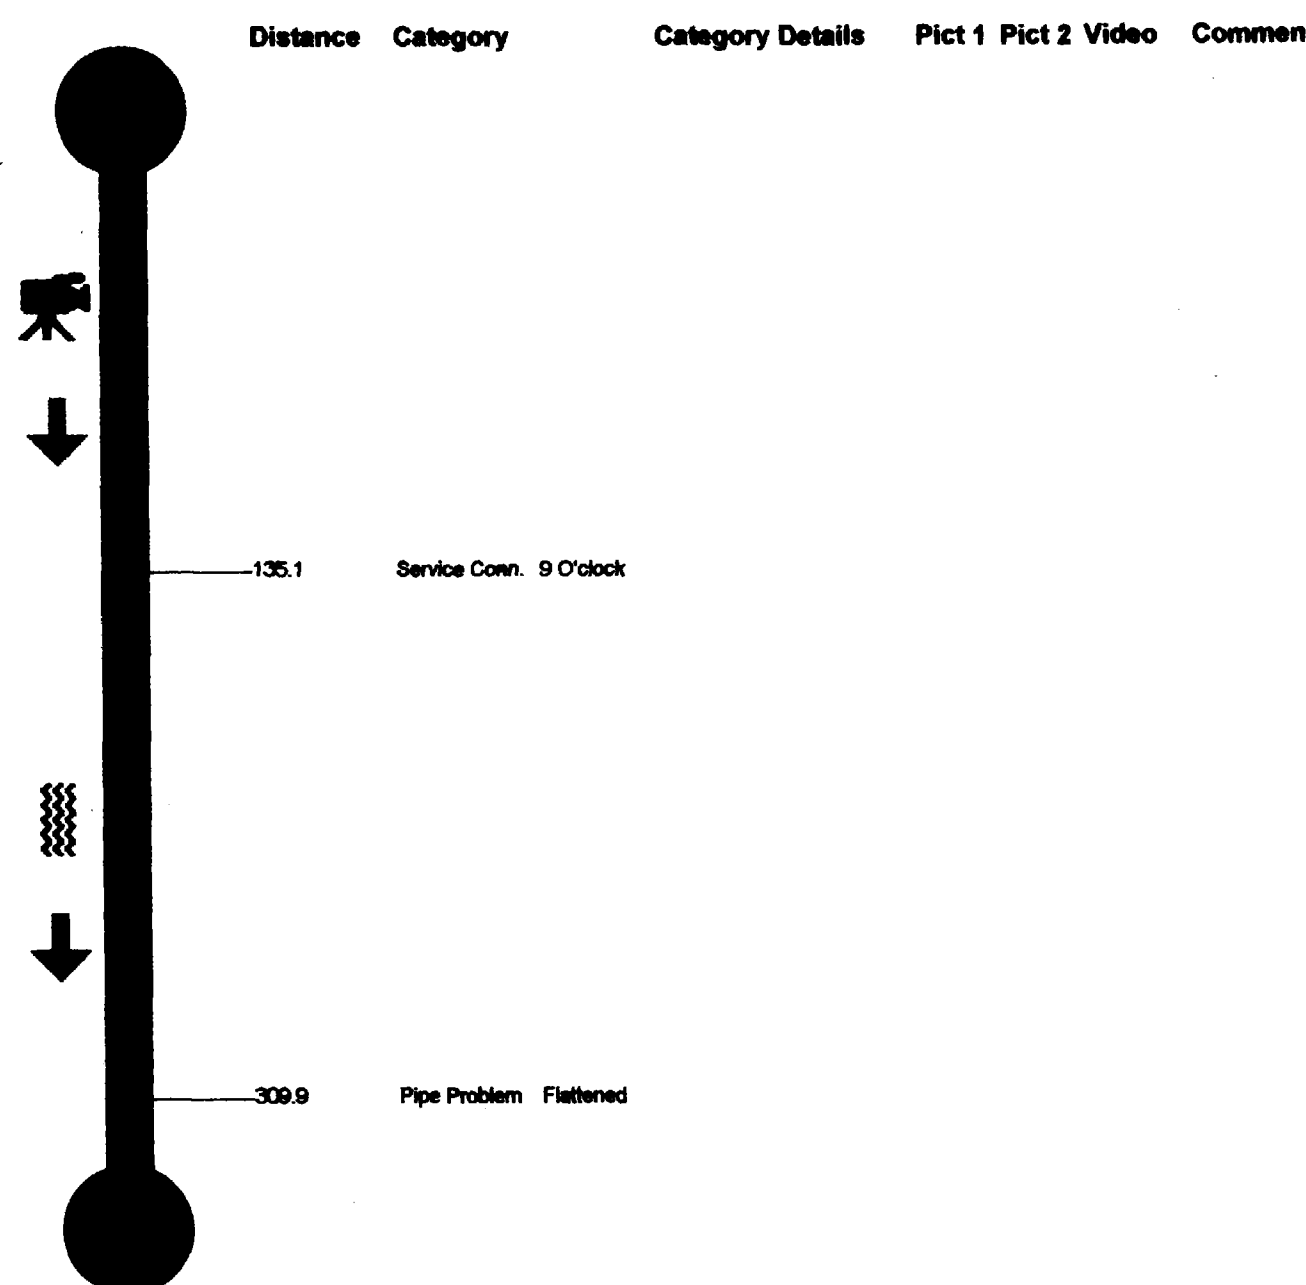 Distance Category Category Details Pict 1 Pict 2 Video Commen
135.1 Service Conn. 9 O'clock
309.9 Pipe Problem Flattened